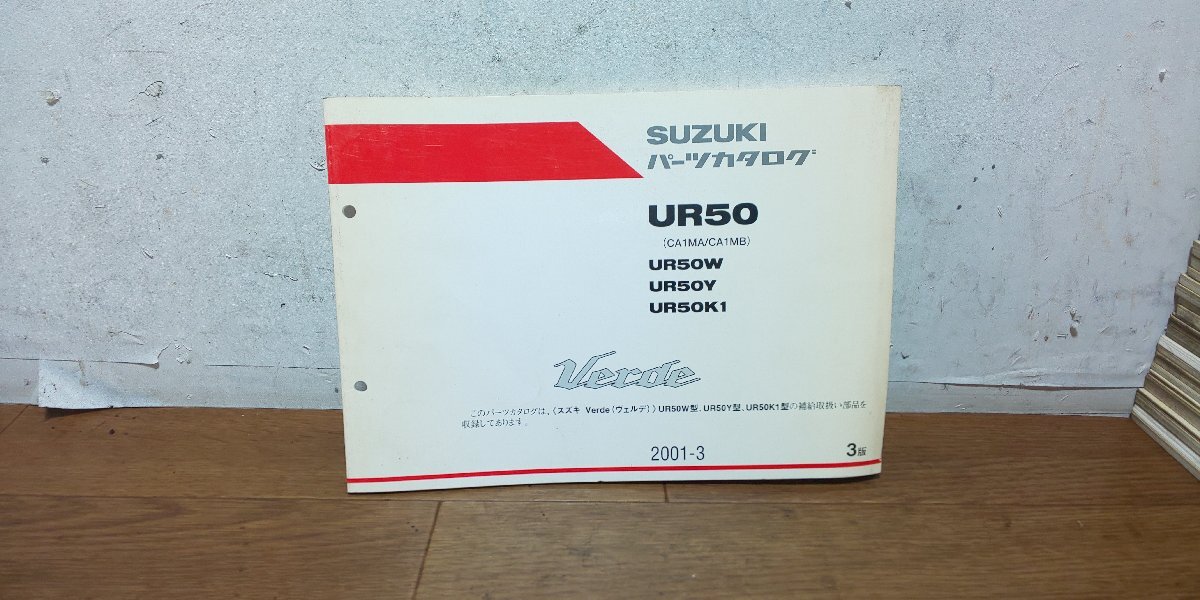 SUZUKI
パーツカタログ
UR50
(CA1MA/CA1MB)
UR50W
UR50Y
UR50K1
Verde
このパーツカタログは、〈スズキ Verde(ヴェルデ)〉UR50W型、UR50Y型、UR50K1型の補給取扱い部品を
収録してあります。
2001-3
3版